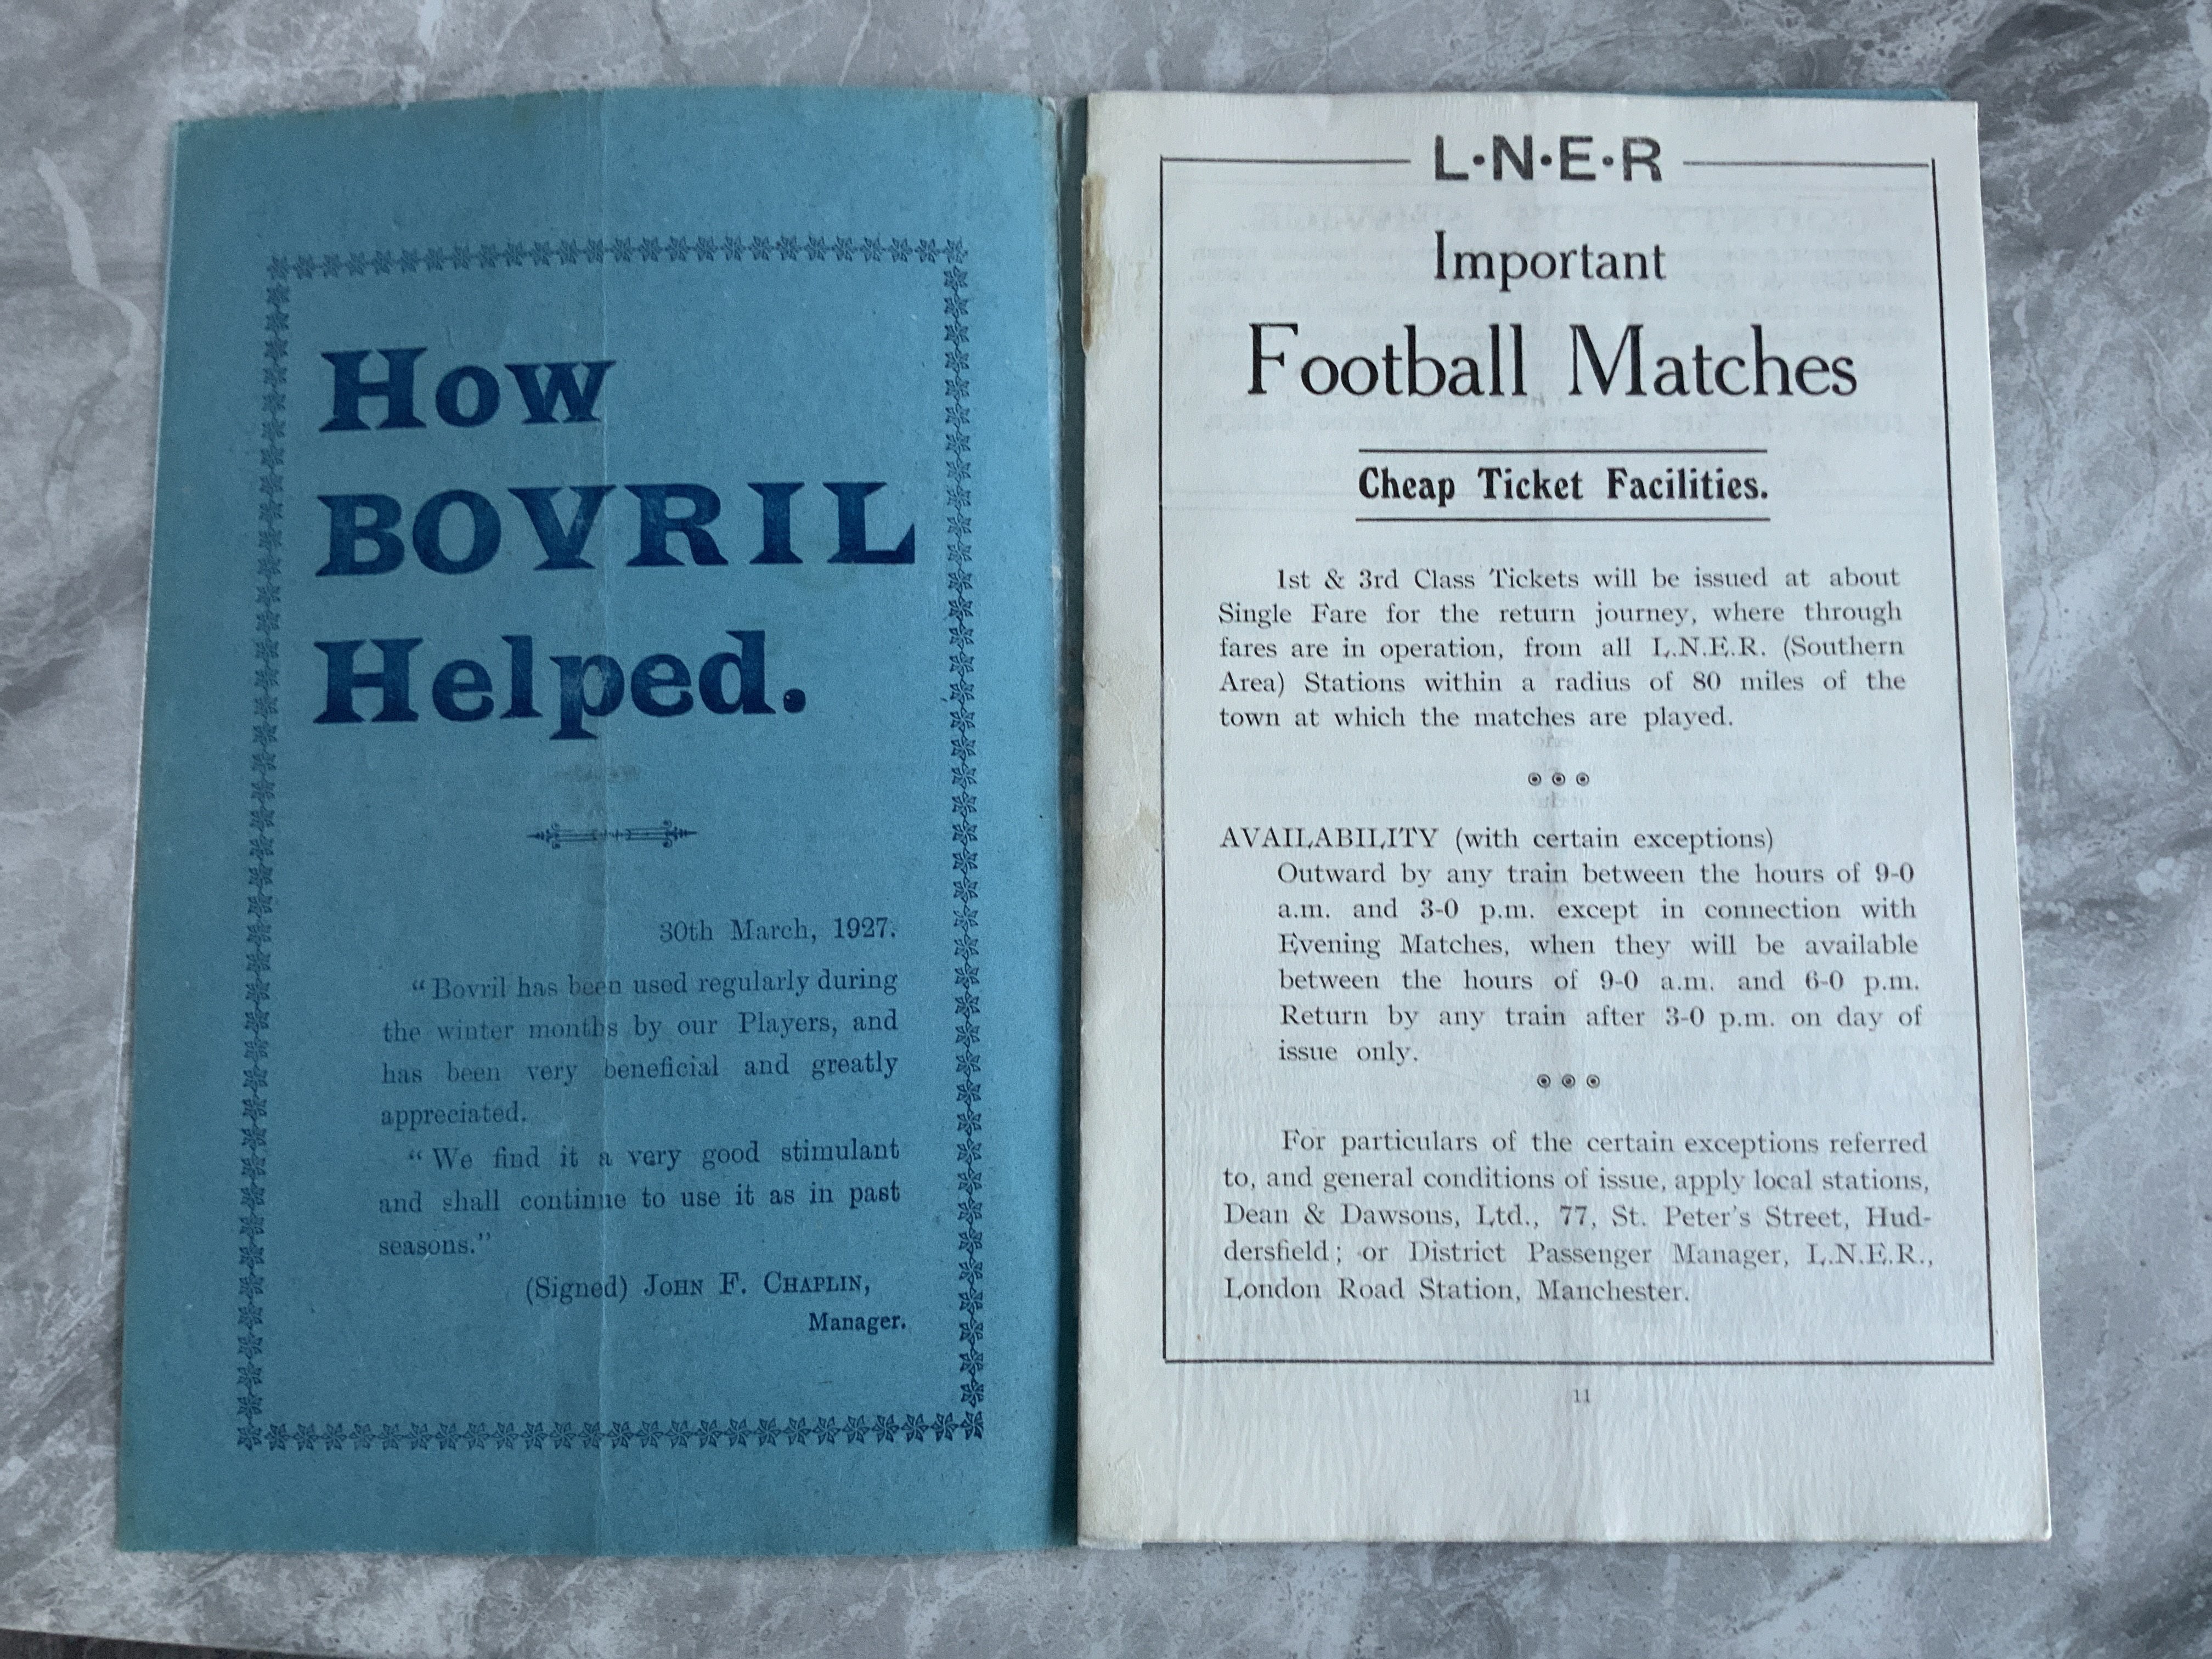 How
BOVRIL
Helped.
30th March, 1927.
“Bovril has been used regularly during
the winter months by our Players, and
has been very beneficial and greatly
appreciated.
“We find it a very good stimulant
and shall continue to use it as in past
seasons.”
(Signed) JOHN F. CHAPLIN,
Manager.
L·N·E·R
Important
Football Matches
Cheap Ticket Facilities.
1st & 3rd Class Tickets will be issued at about
Single Fare for the return journey, where through
fares are in operation, from all L.N.E.R. (Southern
Area) Stations within a radius of 80 miles of the
town at which the matches are played.
AVAILABILITY (with certain exceptions)
Outward by any train between the hours of 9-0
a.m. and 3-0 p.m. except in connection with
Evening Matches, when they will be available
between the hours of 9-0 a.m. and 6-0 p.m.
Return by any train after 3-0 p.m. on day of
issue only.
For particulars of the certain exceptions referred
to, and general conditions of issue, apply local stations,
Dean & Dawsons, Ltd., 77, St. Peter's Street, Hud-
dersfield; or District Passenger Manager, L.N.E.R.,
London Road Station, Manchester.
11